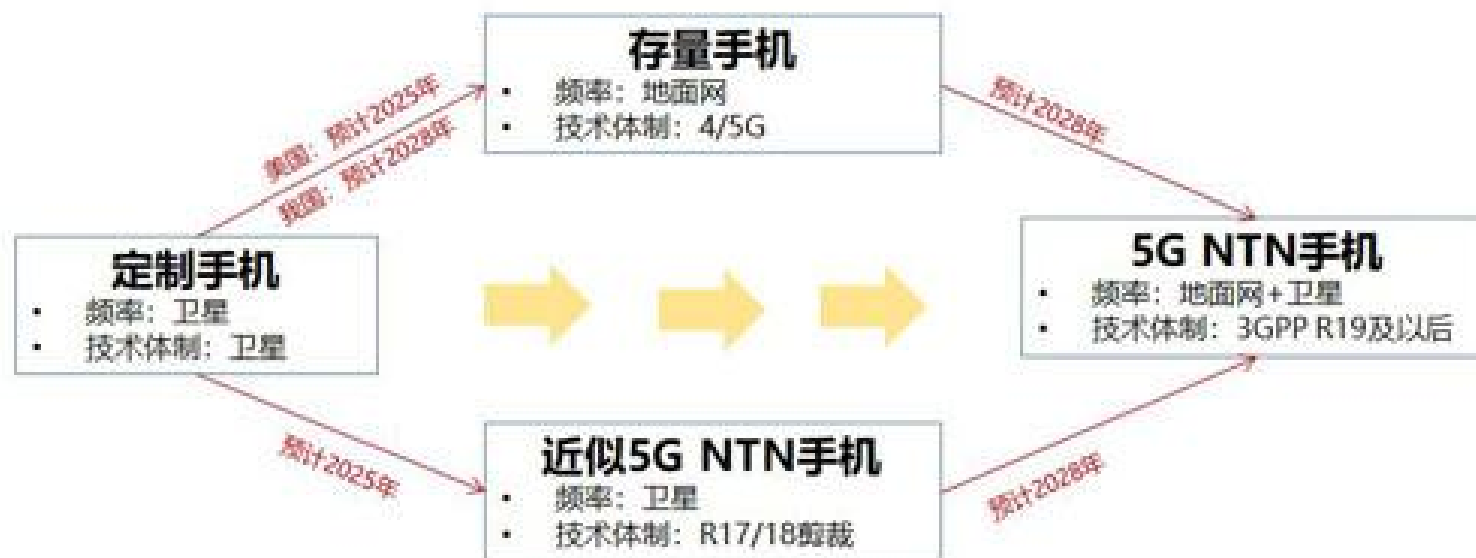 存量手机
• 频率：地面网
• 技术体制：4/5G
美国：预计2025年
我国：预计2028年
预计2028年
定制手机
• 频率：卫星
• 技术体制：卫星
5G NTN手机
• 频率：地面网+卫星
• 技术体制：3GPP R19及以后
预计2025年
近似5G NTN手机
• 频率：卫星
• 技术体制：R17/18剪裁
预计2028年